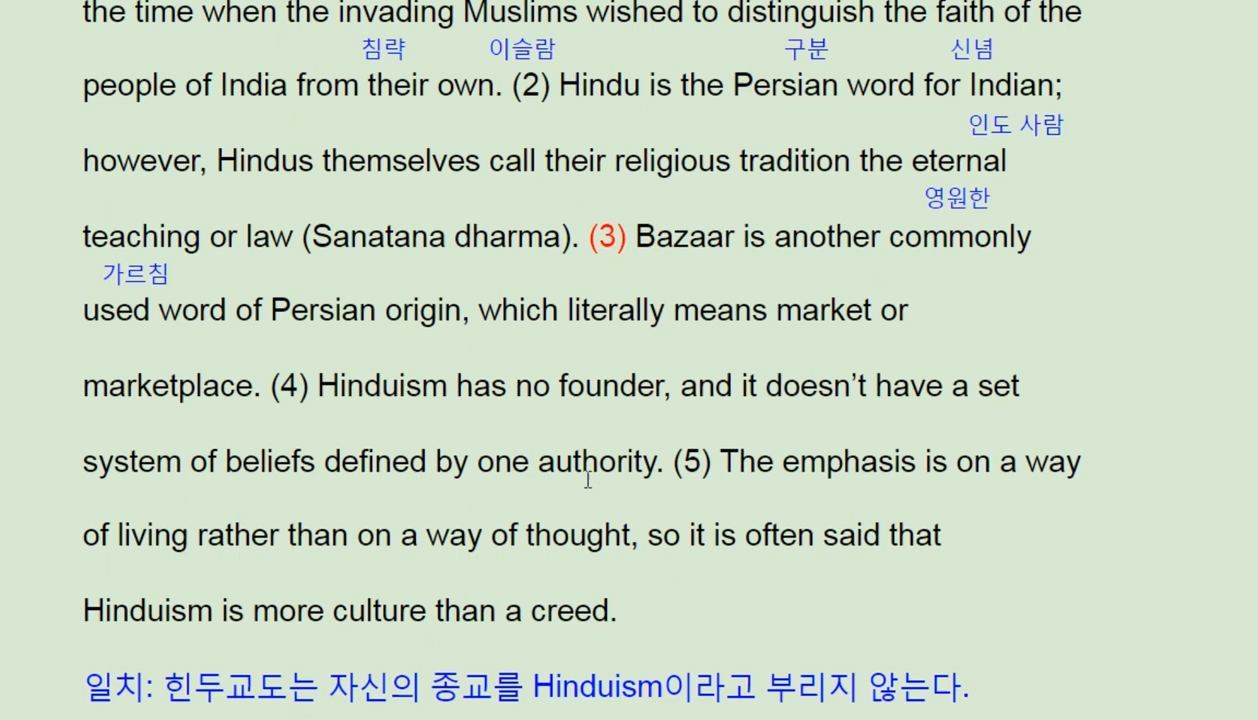 the time when the invading Muslims wished to distinguish the faith of the
침략 이슬람 구분 신념
people of India from their own. (2) Hindu is the Persian word for Indian;
인도 사람
however, Hindus themselves call their religious tradition the eternal
영원한
teaching or law (Sanatana dharma). (3) Bazaar is another commonly
가르침
used word of Persian origin, which literally means market or
marketplace. (4) Hinduism has no founder, and it doesn’t have a set
system of beliefs defined by one authority. (5) The emphasis is on a way
of living rather than on a way of thought, so it is often said that
Hinduism is more culture than a creed.
일치: 힌두교도는 자신의 종교를 Hinduism이라고 부리지 않는다.